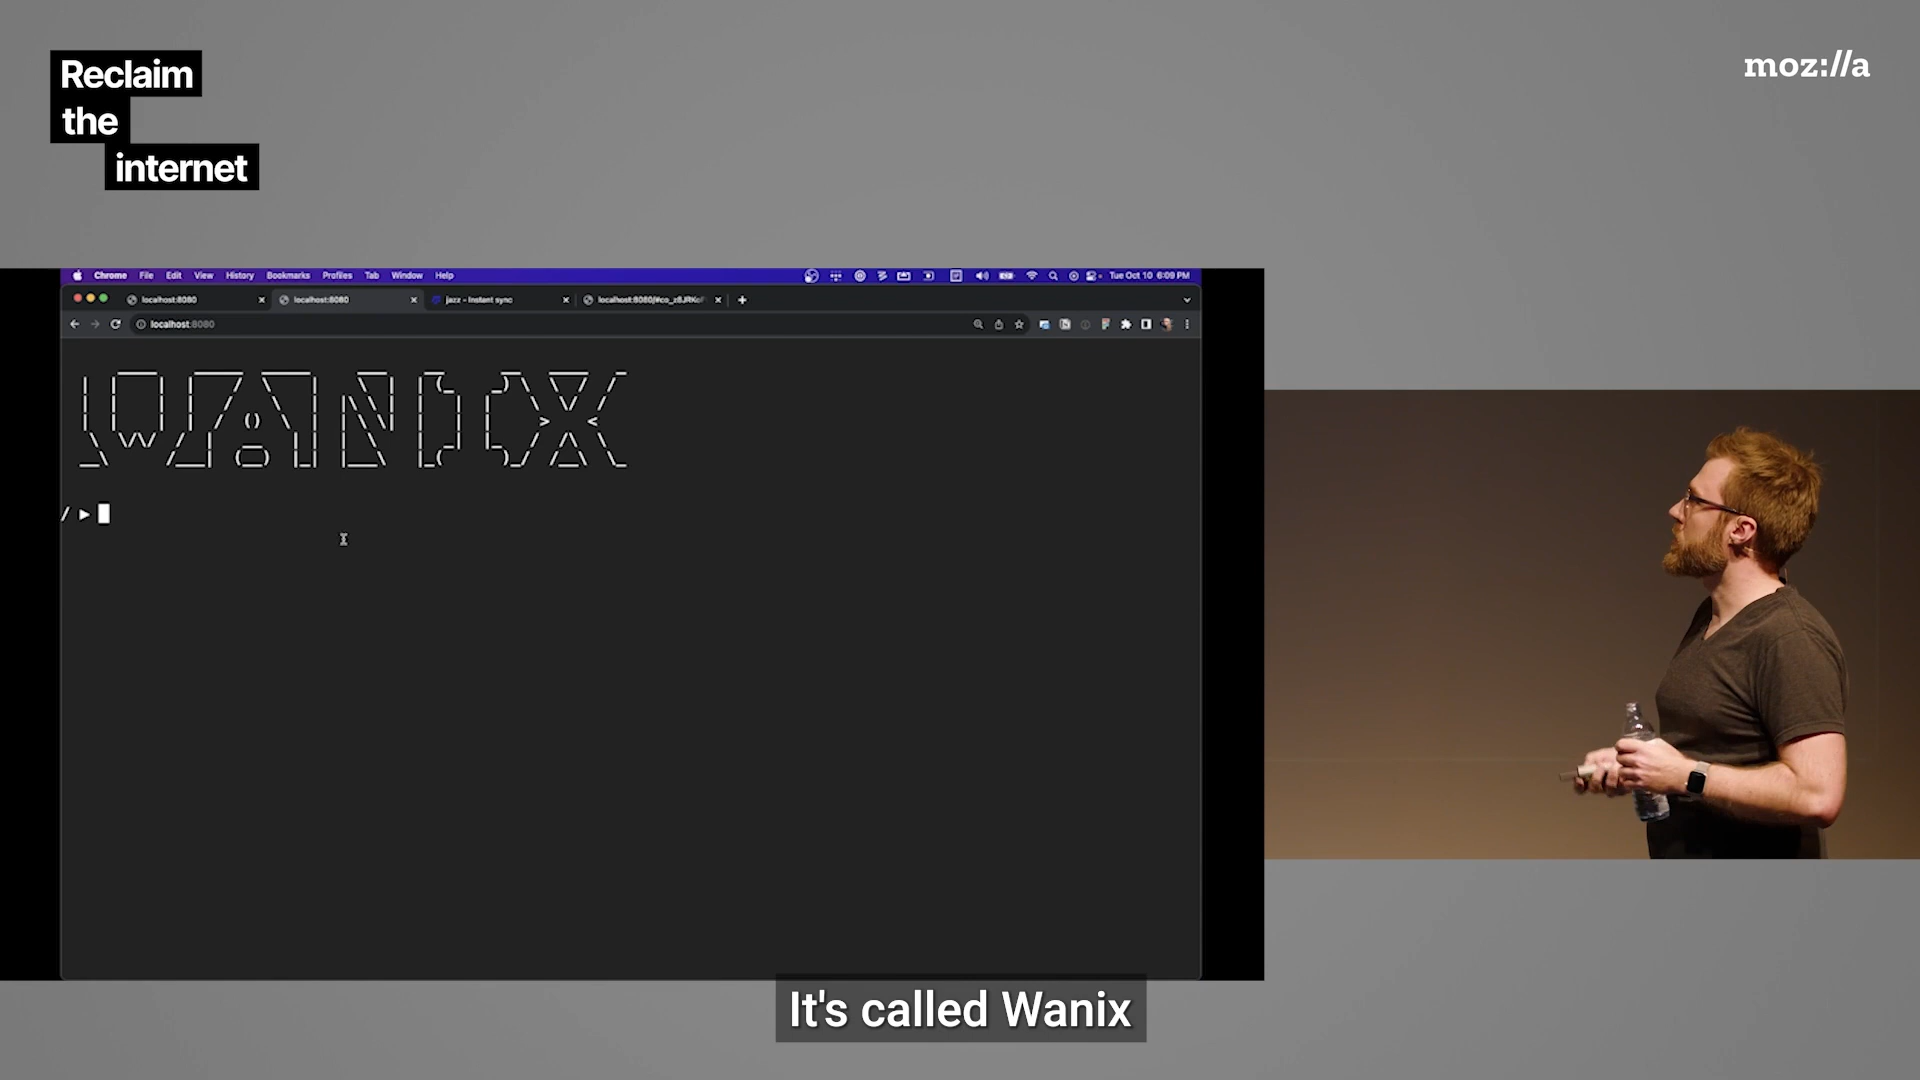 Reclaim
the
internet
moz://a
Chrome File Edit View History Bookmarks Profiles Tab Window Help Tue Oct 10 6:09 PM
localhost:8080 localhost:8080 jazz - instant sync
localhost:8080
WANIX
/ ▶
It's called Wanix